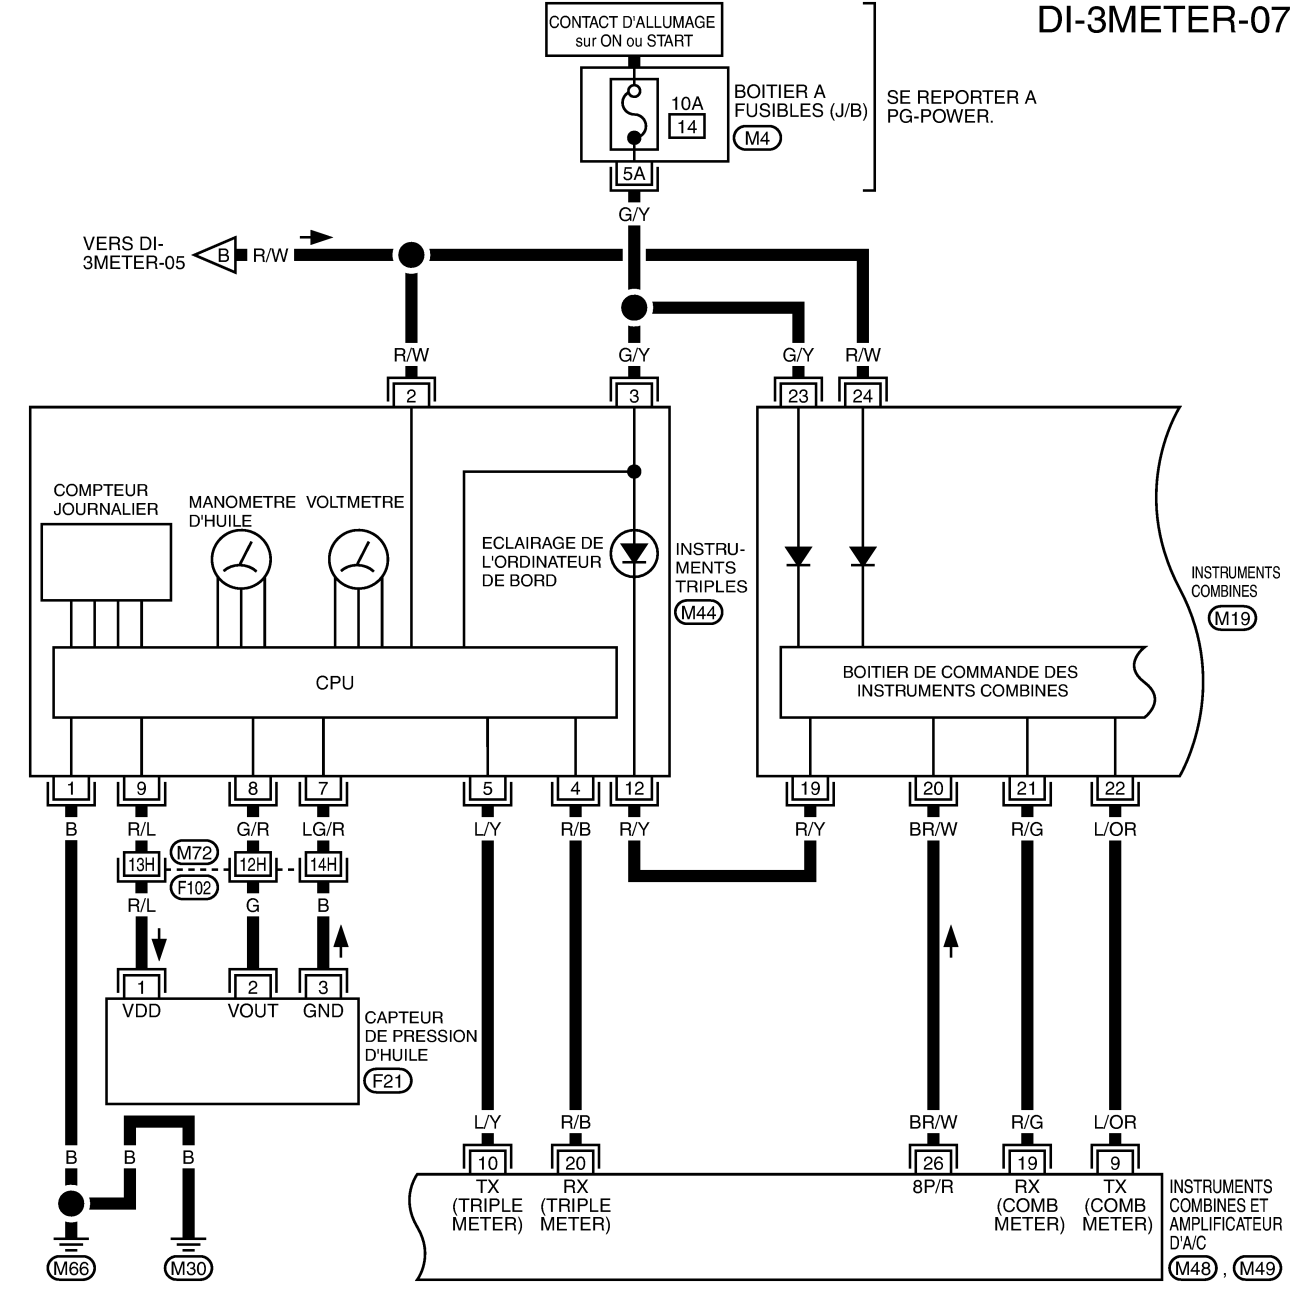 DI-3METER-07
CONTACT D'ALLUMAGE
sur ON ou START
10A
14
BOITIER A
FUSIBLES (J/B)
M4
SE REPORTER A
PG-POWER.
5A
G/Y
VERS DI-
3METER-05
B
R/W
R/W
G/Y
G/Y
R/W
2
3
23
24
COMPTEUR
JOURNALIER
MANOMETRE
D'HUILE
VOLTMETRE
ECLAIRAGE DE
L'ORDINATEUR
DE BORD
INSTRU-
MENTS
TRIPLES
M44
INSTRUMENTS
COMBINES
M19
CPU
BOITIER DE COMMANDE DES
INSTRUMENTS COMBINES
1
9
8
7
5
4
12
19
20
21
22
B
R/L
G/R
LG/R
L/Y
R/B
R/Y
R/Y
BR/W
R/G
L/OR
13H
M72
F102
12H
14H
R/L
G
B
1
2
3
VDD
VOUT
GND
CAPTEUR
DE PRESSION
D'HUILE
F21
L/Y
R/B
BR/W
R/G
L/OR
B
B
B
10
20
26
19
9
TX
(TRIPLE
METER)
RX
(TRIPLE
METER)
8P/R
RX
(COMB
METER)
TX
(COMB
METER)
INSTRUMENTS
COMBINES ET
AMPLIFICATEUR
D'A/C
M48 , M49
M66
M30